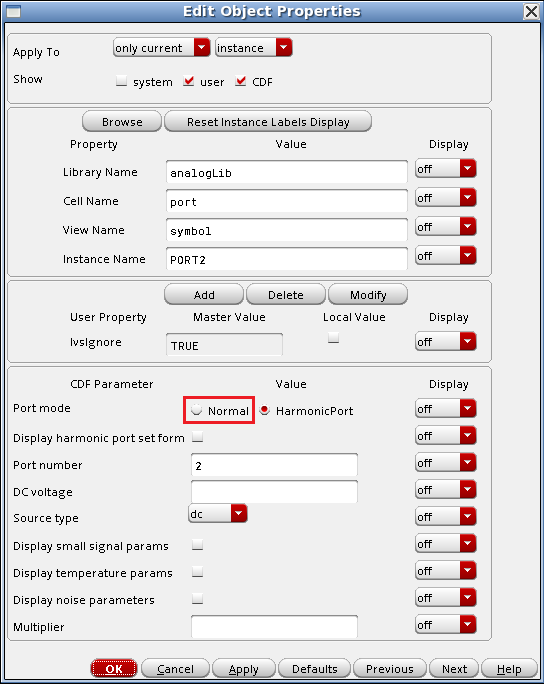 Edit Object Properties
Apply To only current instance
Show system user CDF
Browse Reset Instance Labels Display
Property Value Display
Library Name analogLib off
Cell Name port off
View Name symbol off
Instance Name PORT2 off
Add Delete Modify
User Property Master Value Local Value Display
lvsIgnore TRUE off
CDF Parameter Value Display
Port mode Normal HarmonicPort off
Display harmonic port set form off
Port number 2 off
DC voltage off
Source type dc off
Display small signal params off
Display temperature params off
Display noise parameters off
Multiplier off
OK Cancel Apply Defaults Previous Next Help